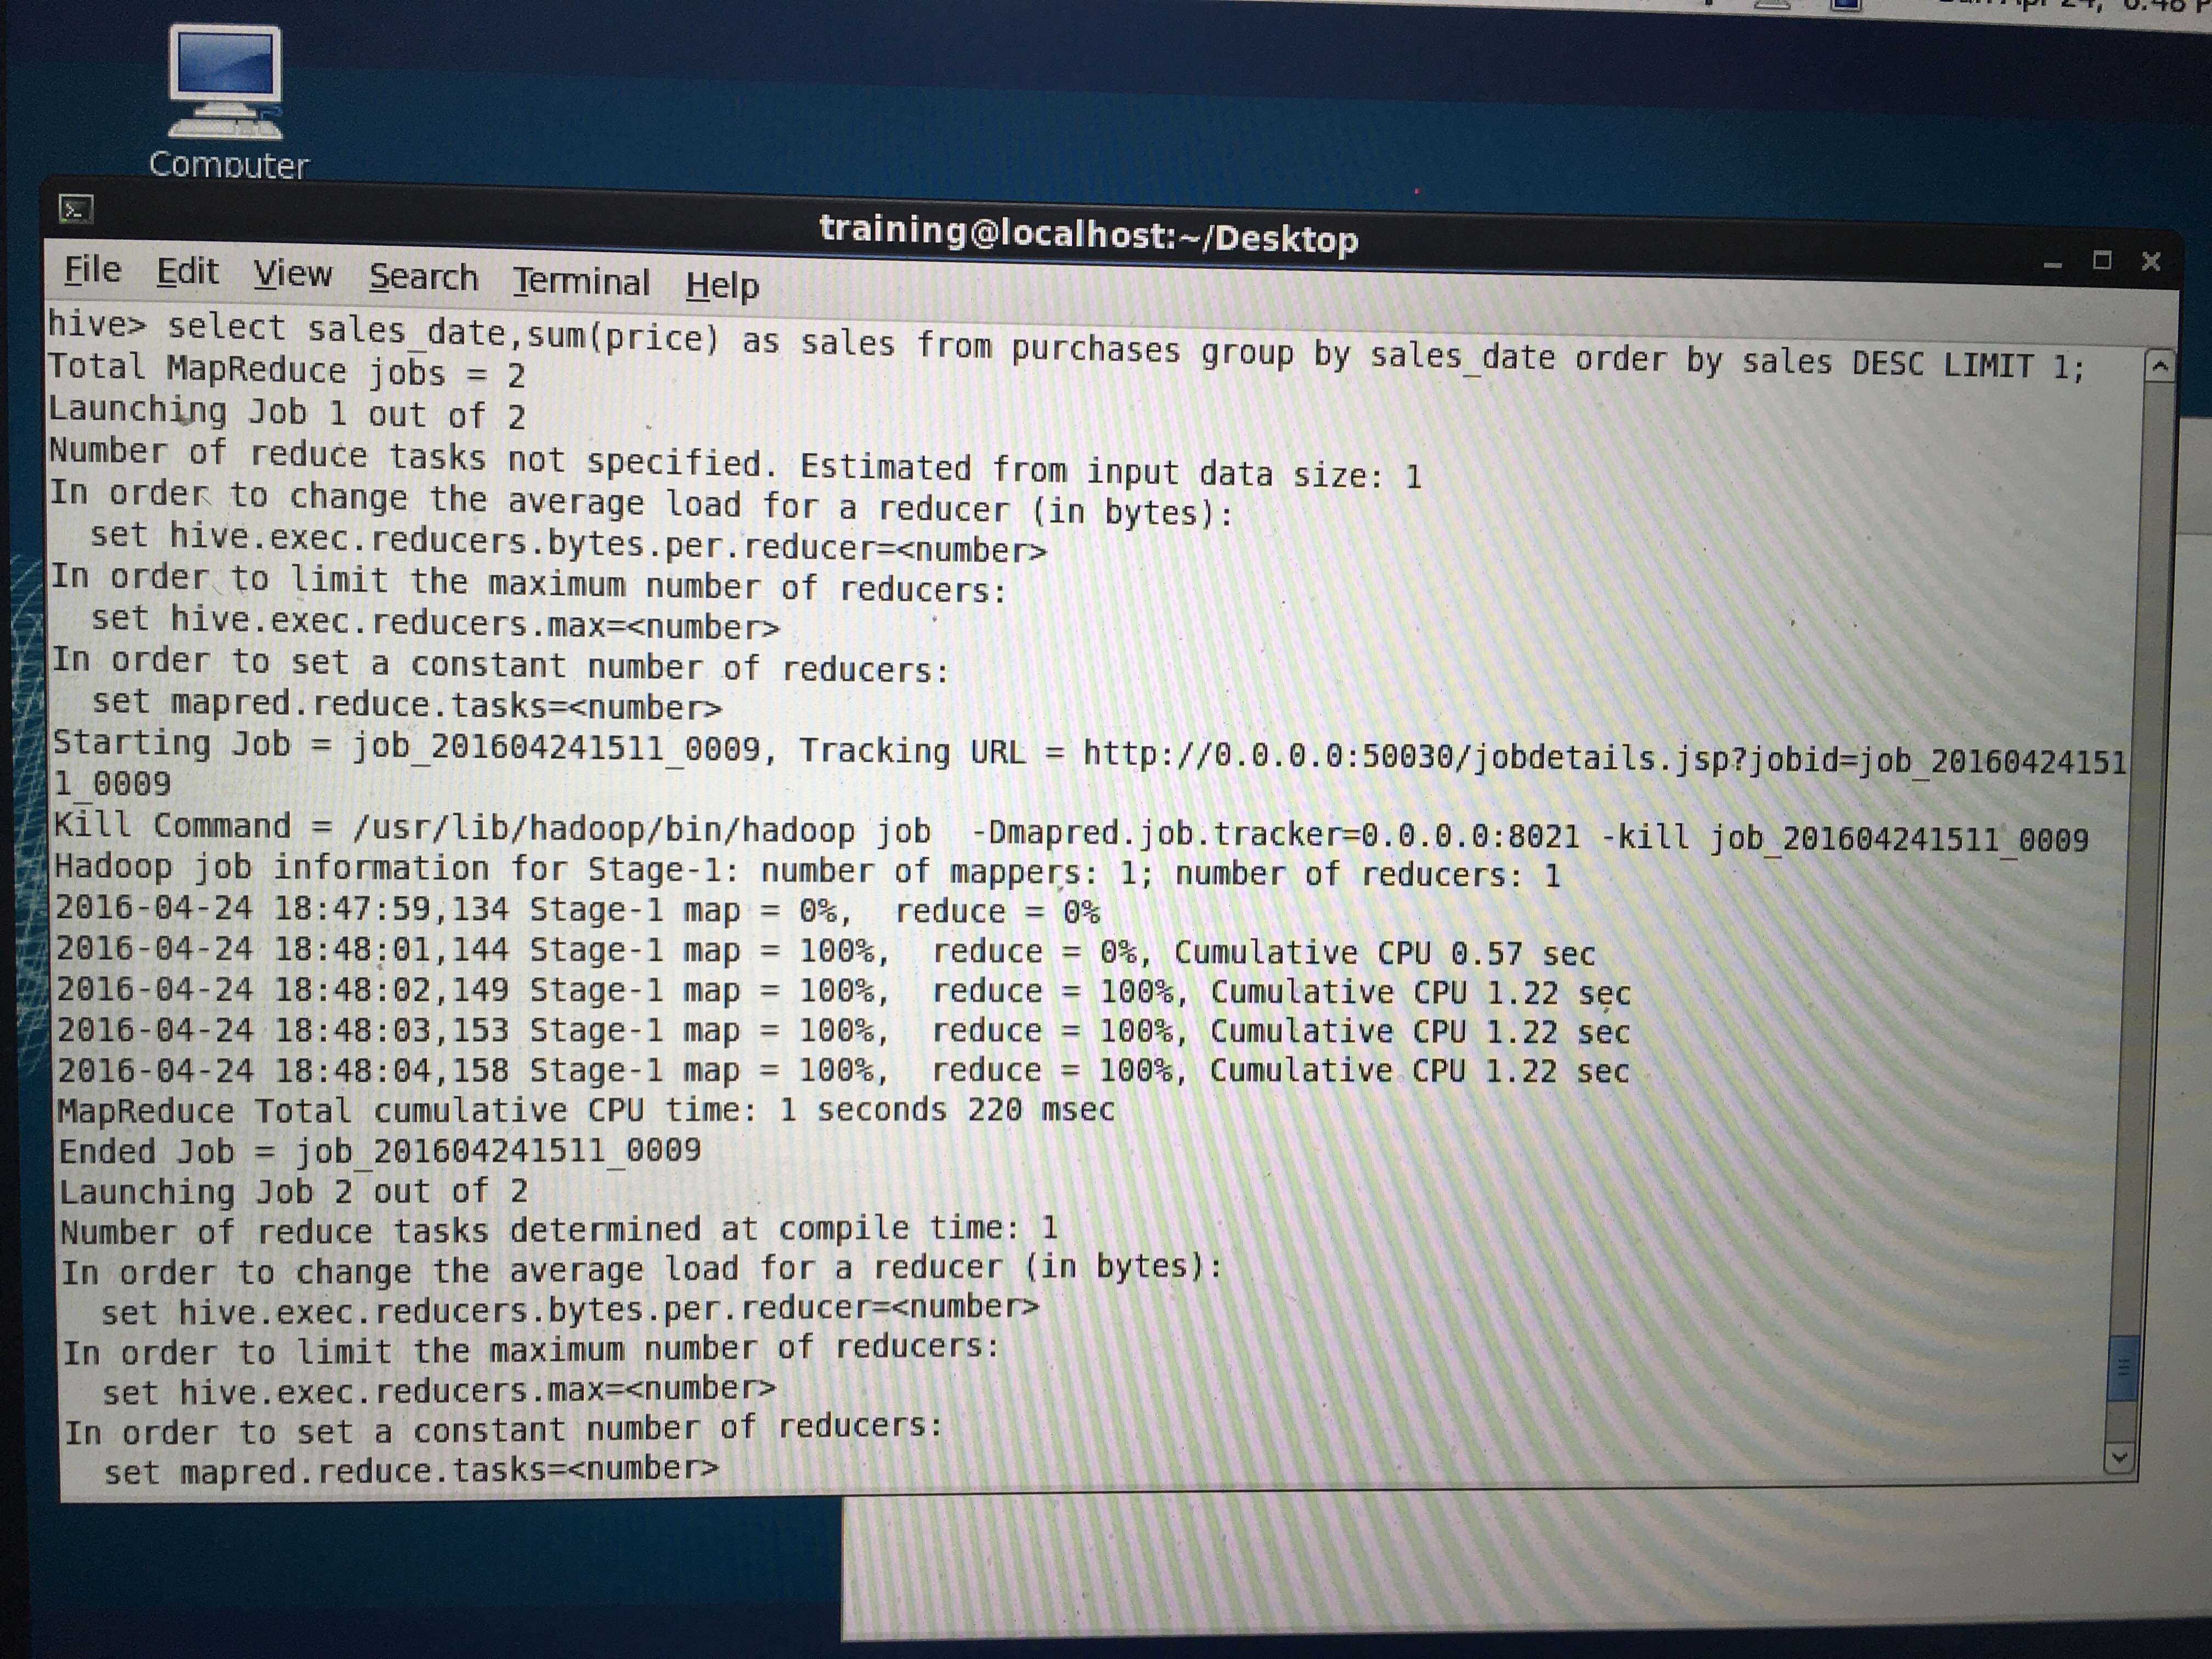 Computer
training@localhost:~/Desktop
File Edit View Search Terminal Help
hive> select sales_date,sum(price) as sales from purchases group by sales_date order by sales DESC LIMIT 1;
Total MapReduce jobs = 2
Launching Job 1 out of 2
Number of reduce tasks not specified. Estimated from input data size: 1
In order to change the average load for a reducer (in bytes):
  set hive.exec.reducers.bytes.per.reducer=<number>
In order to limit the maximum number of reducers:
  set hive.exec.reducers.max=<number>
In order to set a constant number of reducers:
  set mapred.reduce.tasks=<number>
Starting Job = job_201604241511_0009, Tracking URL = http://0.0.0.0:50030/jobdetails.jsp?jobid=job_20160424151
1_0009
Kill Command = /usr/lib/hadoop/bin/hadoop job  -Dmapred.job.tracker=0.0.0.0:8021 -kill job_201604241511_0009
Hadoop job information for Stage-1: number of mappers: 1; number of reducers: 1
2016-04-24 18:47:59,134 Stage-1 map = 0%,  reduce = 0%
2016-04-24 18:48:01,144 Stage-1 map = 100%,  reduce = 0%, Cumulative CPU 0.57 sec
2016-04-24 18:48:02,149 Stage-1 map = 100%,  reduce = 100%, Cumulative CPU 1.22 sec
2016-04-24 18:48:03,153 Stage-1 map = 100%,  reduce = 100%, Cumulative CPU 1.22 sec
2016-04-24 18:48:04,158 Stage-1 map = 100%,  reduce = 100%, Cumulative CPU 1.22 sec
MapReduce Total cumulative CPU time: 1 seconds 220 msec
Ended Job = job_201604241511_0009
Launching Job 2 out of 2
Number of reduce tasks determined at compile time: 1
In order to change the average load for a reducer (in bytes):
  set hive.exec.reducers.bytes.per.reducer=<number>
In order to limit the maximum number of reducers:
  set hive.exec.reducers.max=<number>
In order to set a constant number of reducers:
  set mapred.reduce.tasks=<number>